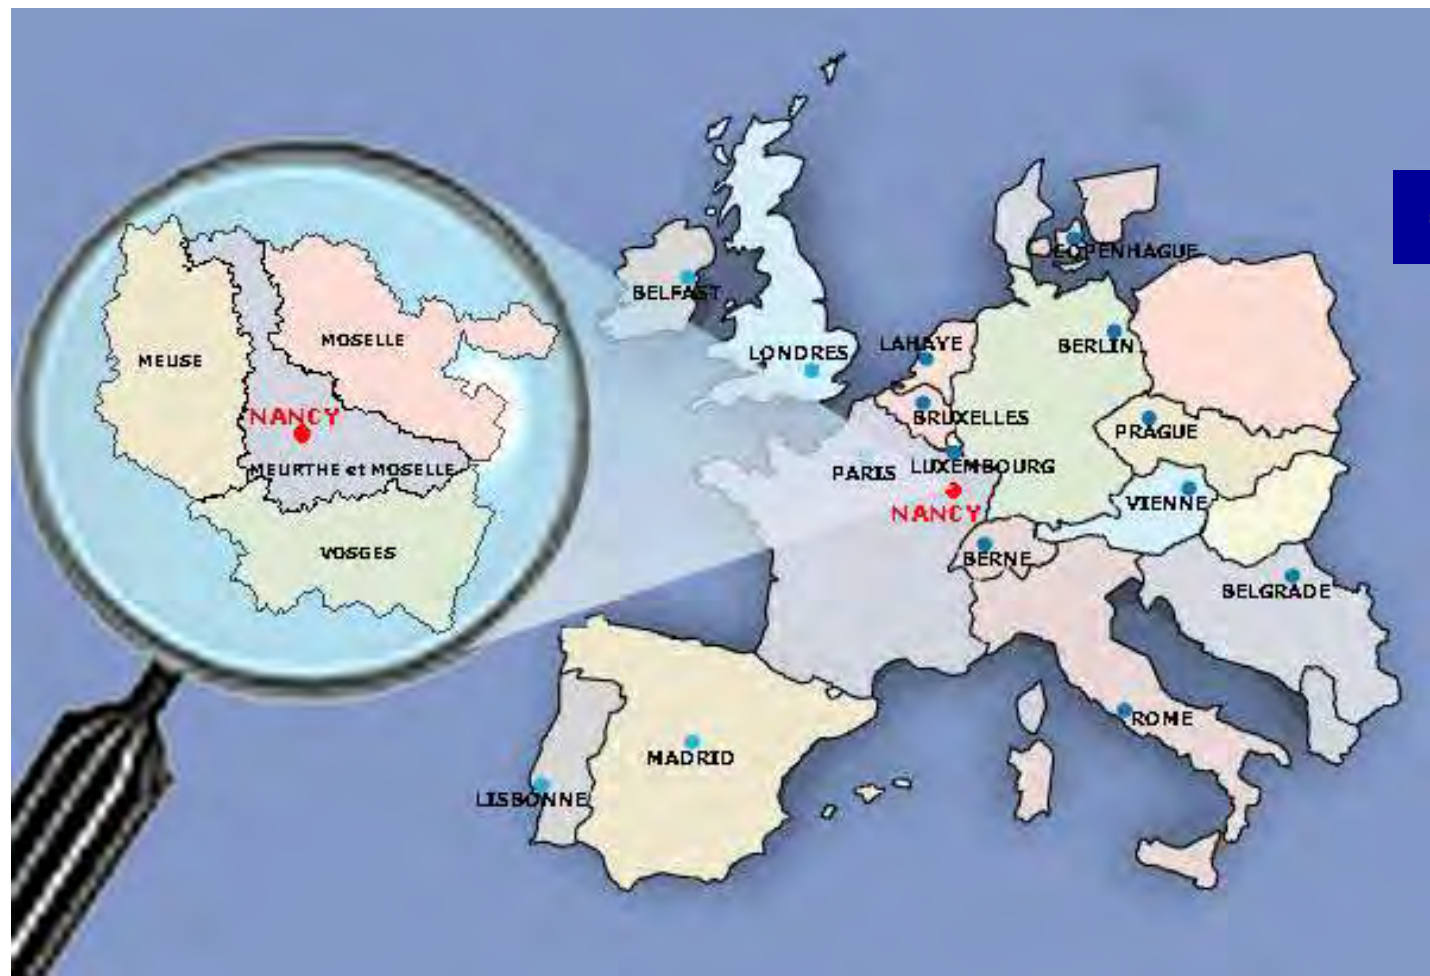 MEUSE
MOSELLE
NANCY
MEURTHE et MOSELLE
VOSGES
COPENHAGUE
BELFAST
LONDRES
LAHAYE
BERLIN
BRUXELLES
PRAGUE
PARIS
LUXEMBOURG
NANCY
VIENNE
BERNE
BELGRADE
ROME
MADRID
LISBONNE